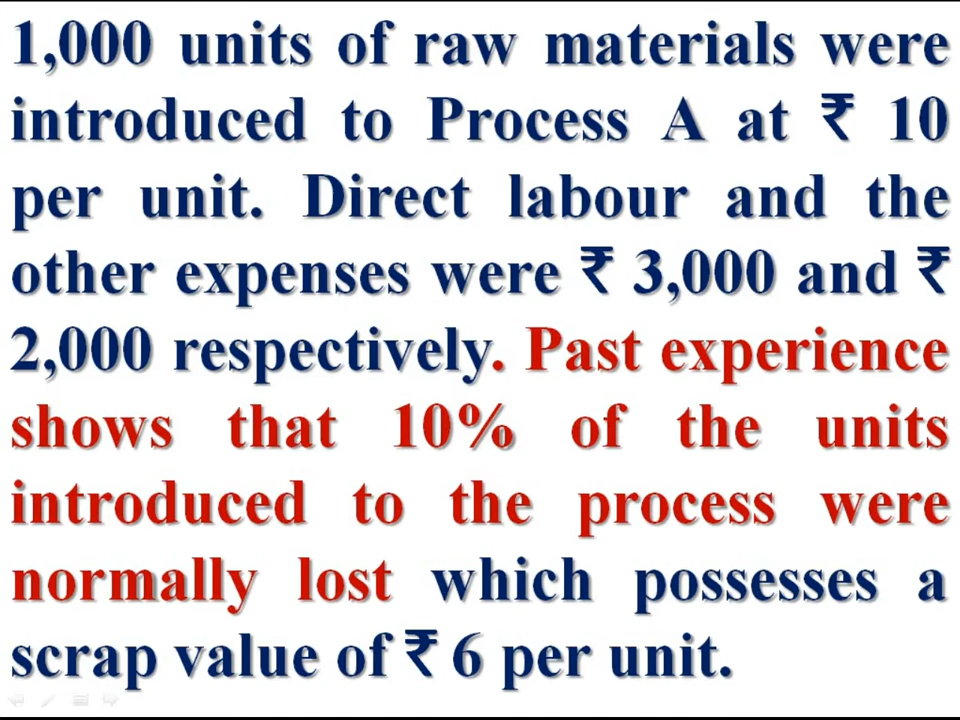 1,000 units of raw materials were
introduced to Process A at ₹ 10
per unit. Direct labour and the
other expenses were ₹ 3,000 and ₹
2,000 respectively. Past experience
shows that 10% of the units
introduced to the process were
normally lost which possesses a
scrap value of ₹ 6 per unit.